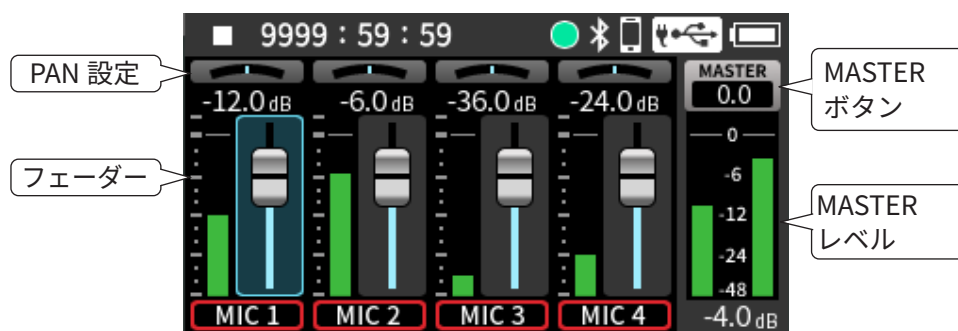 9999 : 59 : 59
PAN 設定
MASTER
0.0
MASTER
ボタン
-12.0 dB
-6.0 dB
-36.0 dB
-24.0 dB
フェーダー
0
-6
-12
-24
-48
MASTER
レベル
MIC 1
MIC 2
MIC 3
MIC 4
-4.0 dB